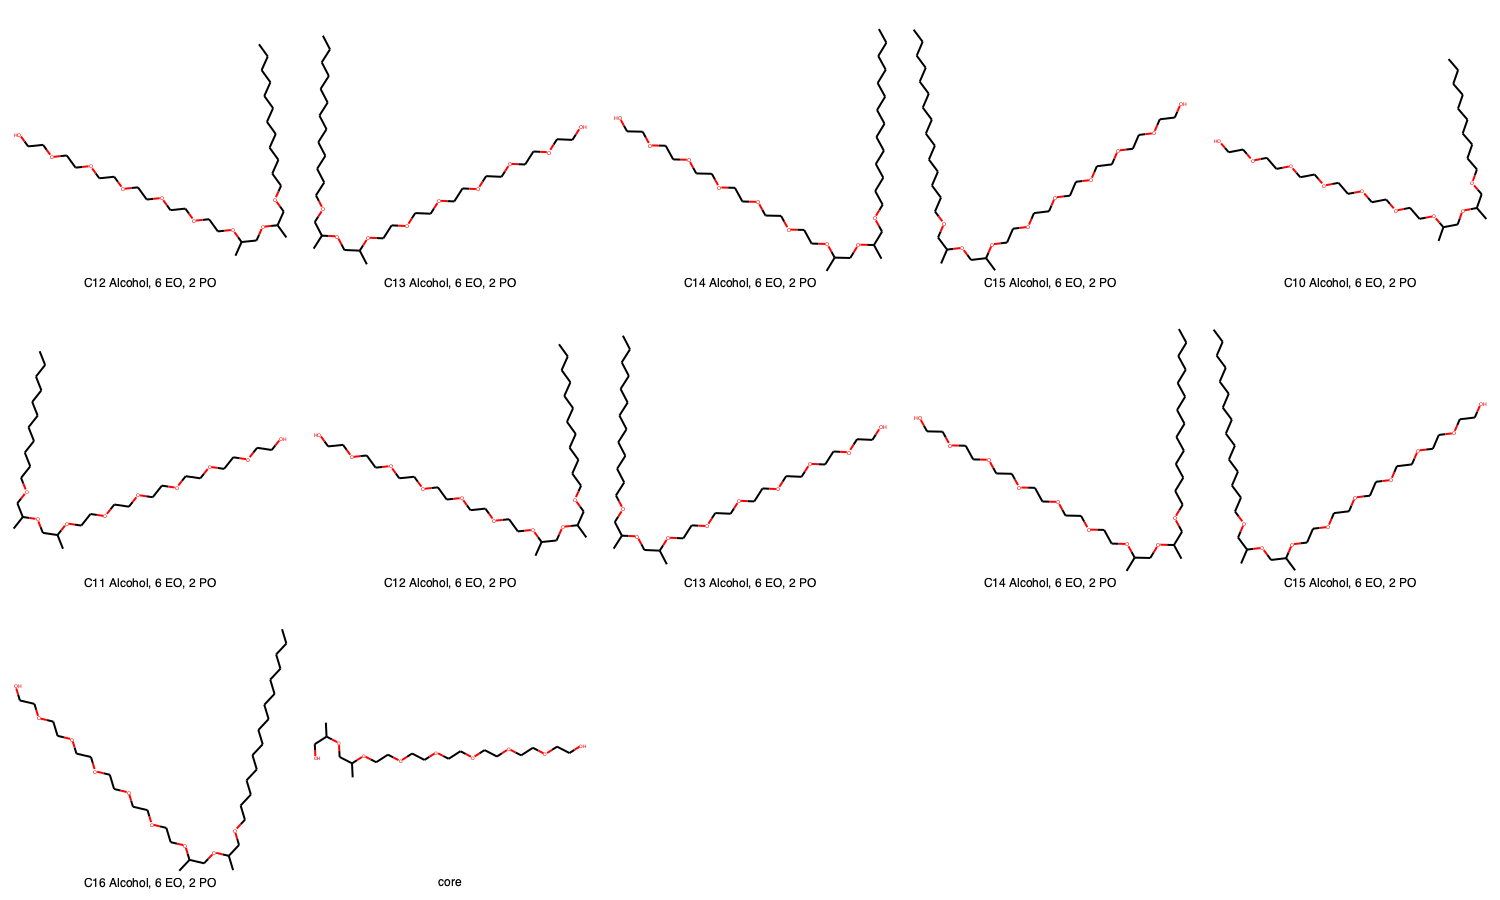 C12 Alcohol, 6 EO, 2 PO
C13 Alcohol, 6 EO, 2 PO
C14 Alcohol, 6 EO, 2 PO
C15 Alcohol, 6 EO, 2 PO
C10 Alcohol, 6 EO, 2 PO
C11 Alcohol, 6 EO, 2 PO
C12 Alcohol, 6 EO, 2 PO
C13 Alcohol, 6 EO, 2 PO
C14 Alcohol, 6 EO, 2 PO
C15 Alcohol, 6 EO, 2 PO
C16 Alcohol, 6 EO, 2 PO
core